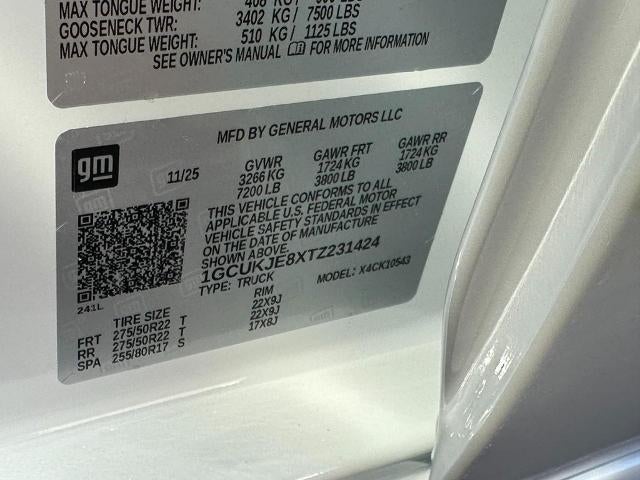 MAX TONGUE WEIGHT: 408 KG /
GOOSENECK TWR: 3402 KG / 7500 LBS
MAX TONGUE WEIGHT: 510 KG / 1125 LBS
SEE OWNER'S MANUAL FOR MORE INFORMATION
MFD BY GENERAL MOTORS LLC
gm
11/25 GVWR GAWR FRT GAWR RR
3266 KG 1724 KG 1724 KG
7200 LB 3800 LB 3800 LB
THIS VEHICLE CONFORMS TO ALL
APPLICABLE U.S. FEDERAL MOTOR
VEHICLE SAFETY STANDARDS IN EFFECT
ON THE DATE OF MANUFACTURE
SHOWN ABOVE.
1GCUKJE8XTZ231424
TYPE: TRUCK MODEL: X4CK10543
241L
TIRE SIZE RIM
FRT 275/50R22 T 22X9J
RR 275/50R22 T 22X9J
SPA 255/80R17 S 17X8J